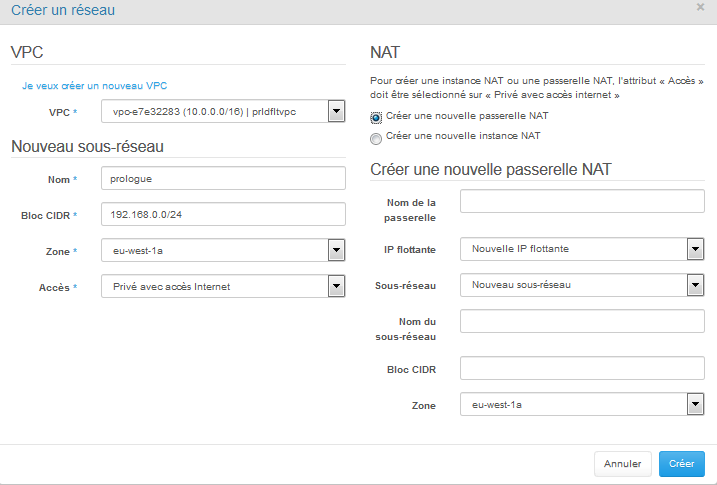 Créer un réseau
×
VPC
Je veux créer un nouveau VPC
VPC *
vpc-e7e32283 (10.0.0.0/16) | prldfltvpc
Nouveau sous-réseau
Nom *
prologue
Bloc CIDR *
192.168.0.0/24
Zone *
eu-west-1a
Accès *
Privé avec accès Internet
NAT
Pour créer une instance NAT ou une passerelle NAT, l'attribut « Accès »
doit être sélectionné sur « Privé avec accès internet »
Créer une nouvelle passerelle NAT
Créer une nouvelle instance NAT
Créer une nouvelle passerelle NAT
Nom de la
passerelle
IP flottante
Nouvelle IP flottante
Sous-réseau
Nouveau sous-réseau
Nom du
sous-réseau
Bloc CIDR
Zone
eu-west-1a
Annuler
Créer